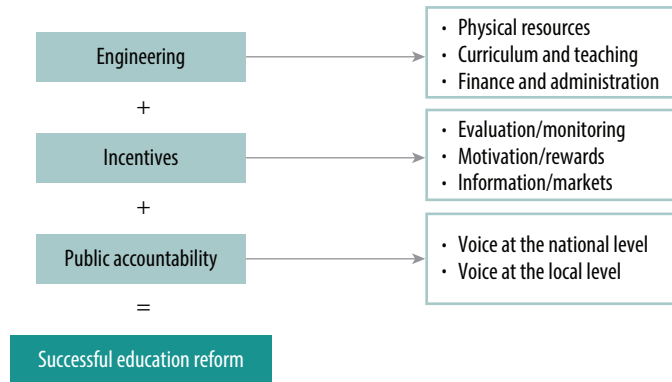 Engineering
· Physical resources
· Curriculum and teaching
· Finance and administration
+
Incentives
· Evaluation/monitoring
· Motivation/rewards
· Information/markets
+
Public accountability
· Voice at the national level
· Voice at the local level
=
Successful education reform